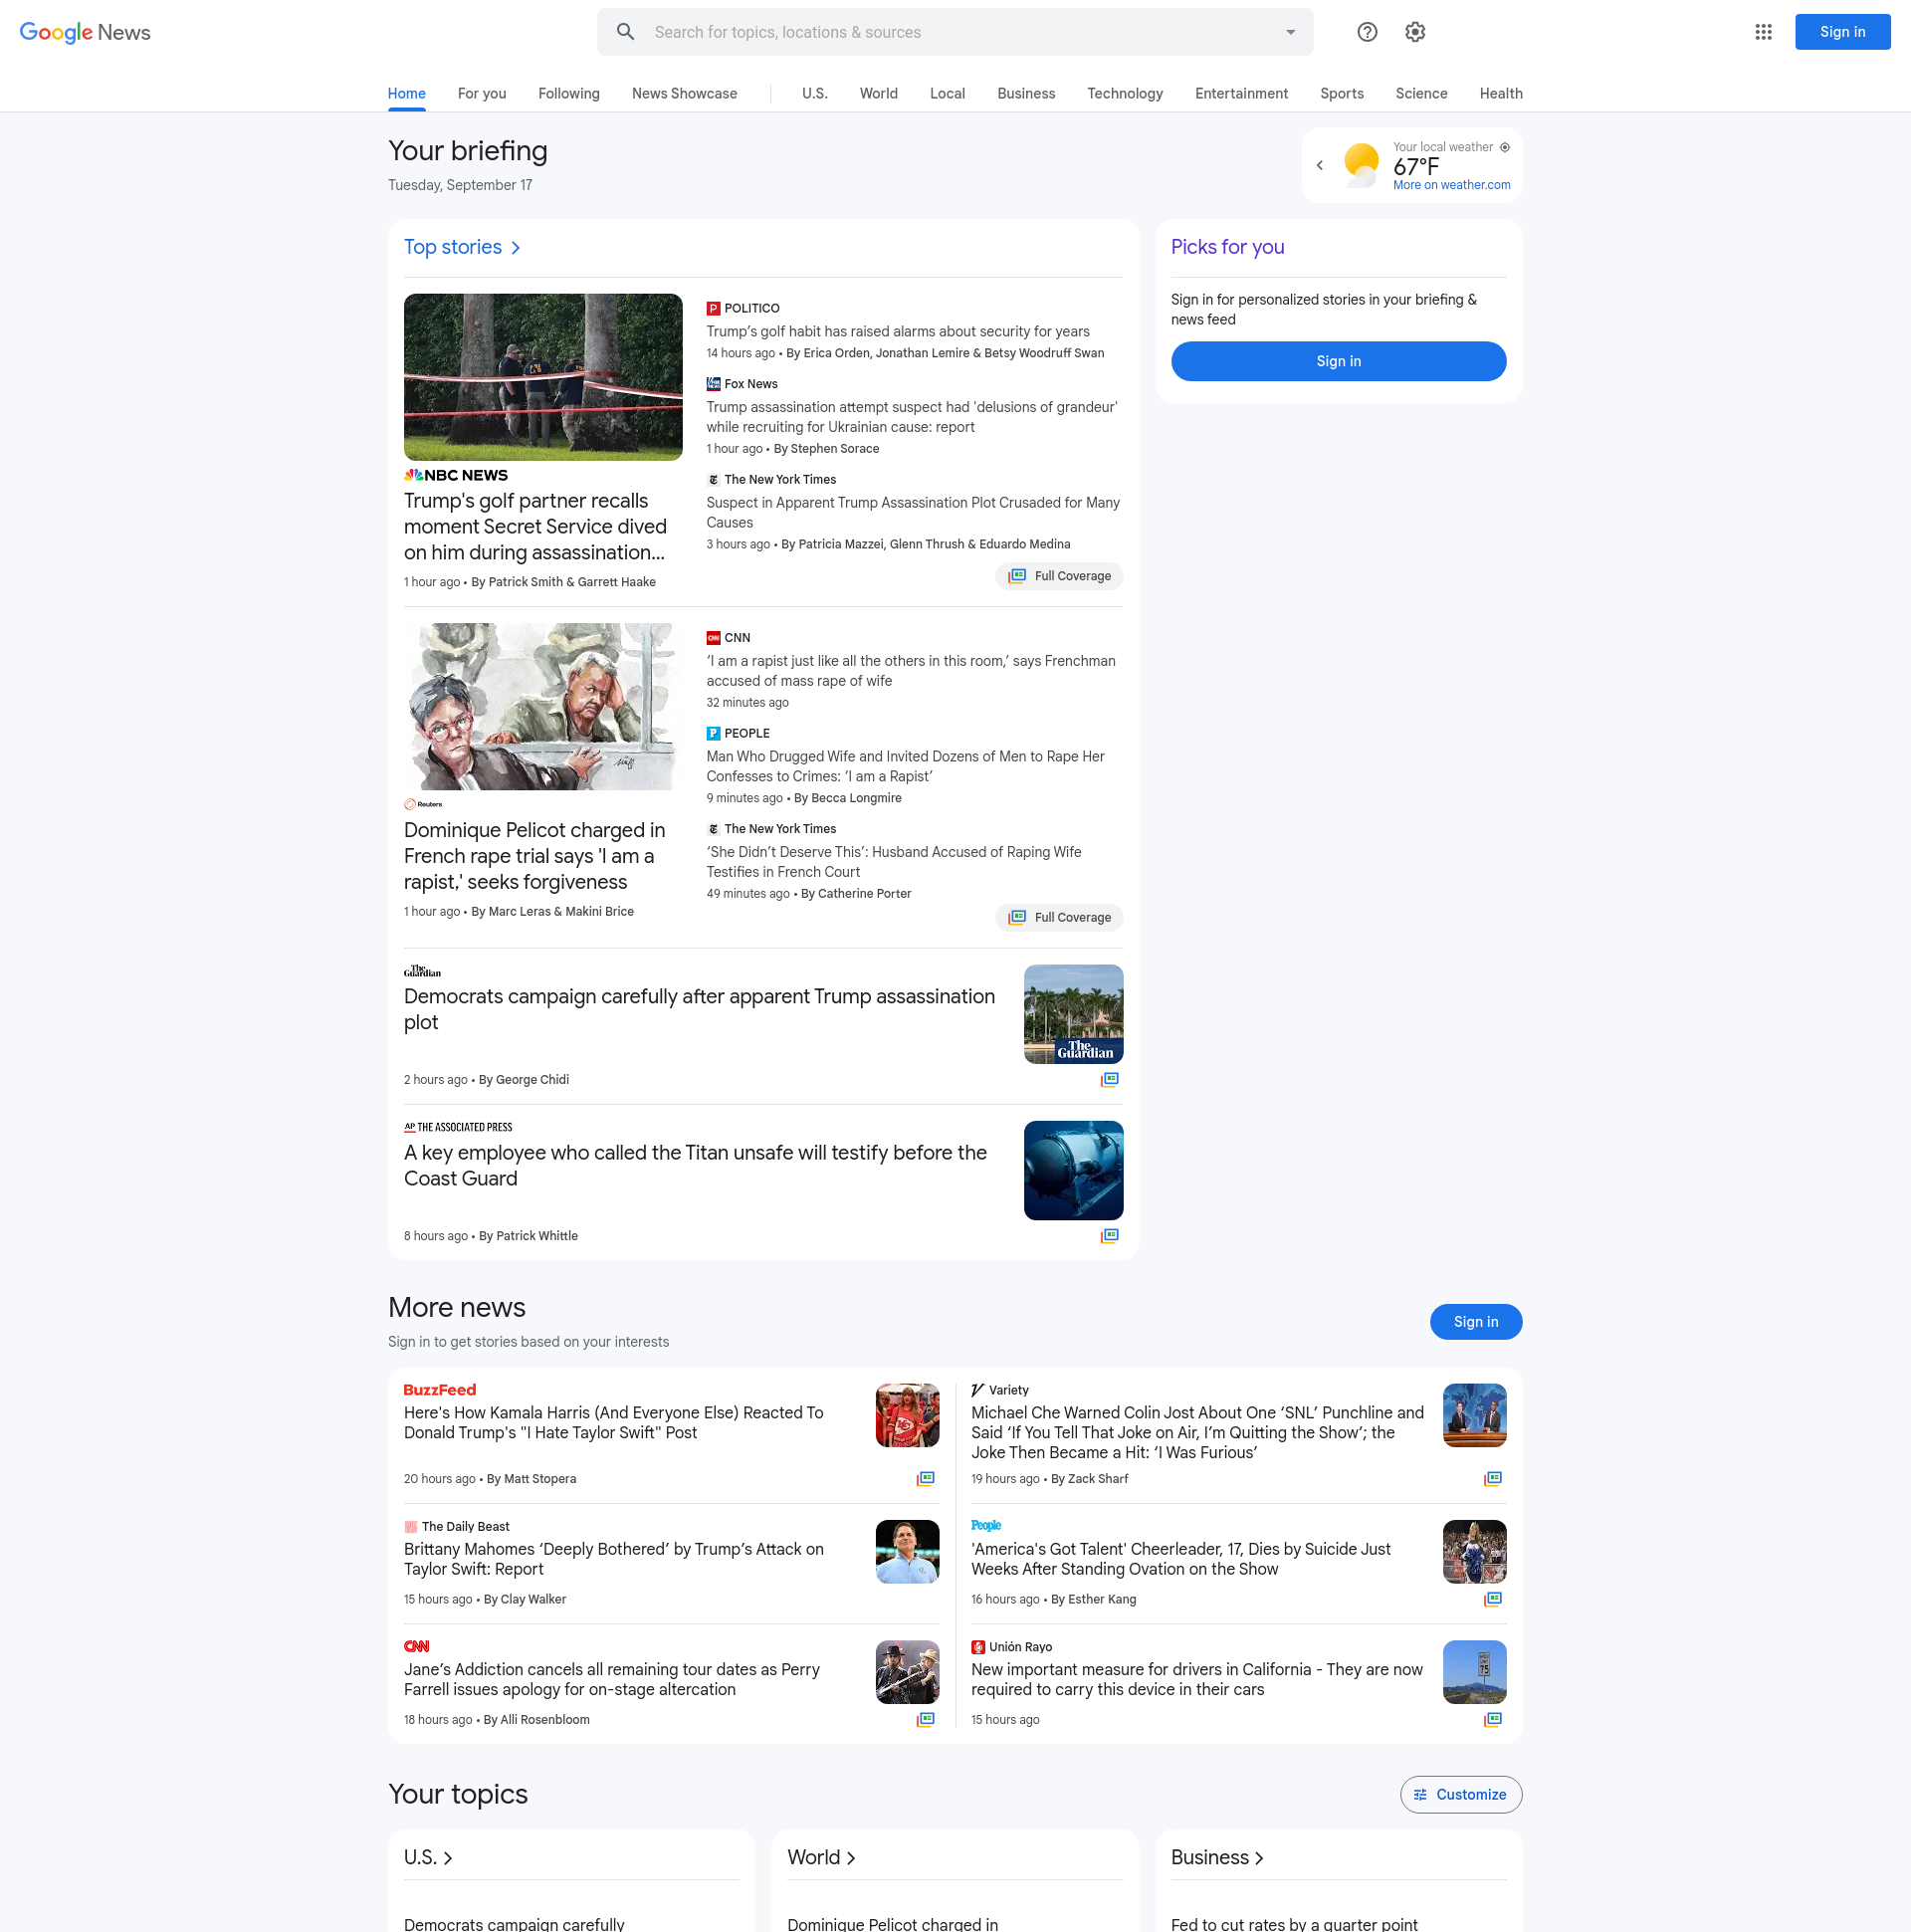 Google News
Search for topics, locations & sources
Sign in
Home
For you
Following
News Showcase
U.S.
World
Local
Business
Technology
Entertainment
Sports
Science
Health
Your briefing
Tuesday, September 17
Your local weather
67°F
More on weather.com
Top stories
NBC NEWS
Trump's golf partner recalls
moment Secret Service dived
on him during assassination...
1 hour ago • By Patrick Smith & Garrett Haake
POLITICO
Trump’s golf habit has raised alarms about security for years
14 hours ago • By Erica Orden, Jonathan Lemire & Betsy Woodruff Swan
Fox News
Trump assassination attempt suspect had 'delusions of grandeur'
while recruiting for Ukrainian cause: report
1 hour ago • By Stephen Sorace
The New York Times
Suspect in Apparent Trump Assassination Plot Crusaded for Many
Causes
3 hours ago • By Patricia Mazzei, Glenn Thrush & Eduardo Medina
Full Coverage
Picks for you
Sign in for personalized stories in your briefing &
news feed
Sign in
Reuters
Dominique Pelicot charged in
French rape trial says 'I am a
rapist,' seeks forgiveness
1 hour ago • By Marc Leras & Makini Brice
CNN
‘I am a rapist just like all the others in this room,’ says Frenchman
accused of mass rape of wife
32 minutes ago
PEOPLE
Man Who Drugged Wife and Invited Dozens of Men to Rape Her
Confesses to Crimes: ‘I am a Rapist’
9 minutes ago • By Becca Longmire
The New York Times
‘She Didn’t Deserve This’: Husband Accused of Raping Wife
Testifies in French Court
49 minutes ago • By Catherine Porter
Full Coverage
The Guardian
Democrats campaign carefully after apparent Trump assassination
plot
2 hours ago • By George Chidi
The Guardian
AP THE ASSOCIATED PRESS
A key employee who called the Titan unsafe will testify before the
Coast Guard
8 hours ago • By Patrick Whittle
More news
Sign in to get stories based on your interests
Sign in
BuzzFeed
Here's How Kamala Harris (And Everyone Else) Reacted To
Donald Trump's "I Hate Taylor Swift" Post
20 hours ago • By Matt Stopera
Variety
Michael Che Warned Colin Jost About One ‘SNL’ Punchline and
Said ‘If You Tell That Joke on Air, I’m Quitting the Show’; the
Joke Then Became a Hit: ‘I Was Furious’
19 hours ago • By Zack Sharf
The Daily Beast
Brittany Mahomes ‘Deeply Bothered’ by Trump’s Attack on
Taylor Swift: Report
15 hours ago • By Clay Walker
People
'America's Got Talent' Cheerleader, 17, Dies by Suicide Just
Weeks After Standing Ovation on the Show
16 hours ago • By Esther Kang
CNN
Jane’s Addiction cancels all remaining tour dates as Perry
Farrell issues apology for on-stage altercation
18 hours ago • By Alli Rosenbloom
Unión Rayo
New important measure for drivers in California - They are now
required to carry this device in their cars
15 hours ago
75
Your topics
Customize
U.S.
World
Business
Democrats campaign carefully
Dominique Pelicot charged in
Fed to cut rates by a quarter point